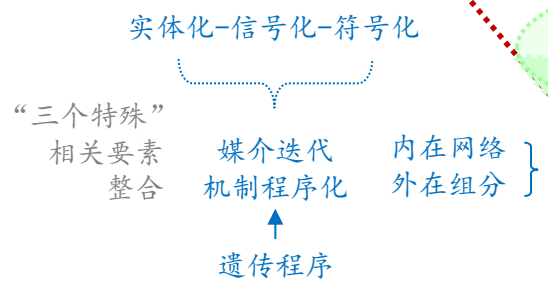 实体化-信号化-符号化
“三个特殊”
相关要素
整合
媒介迭代
机制程序化
内在网络
外在组分
遗传程序